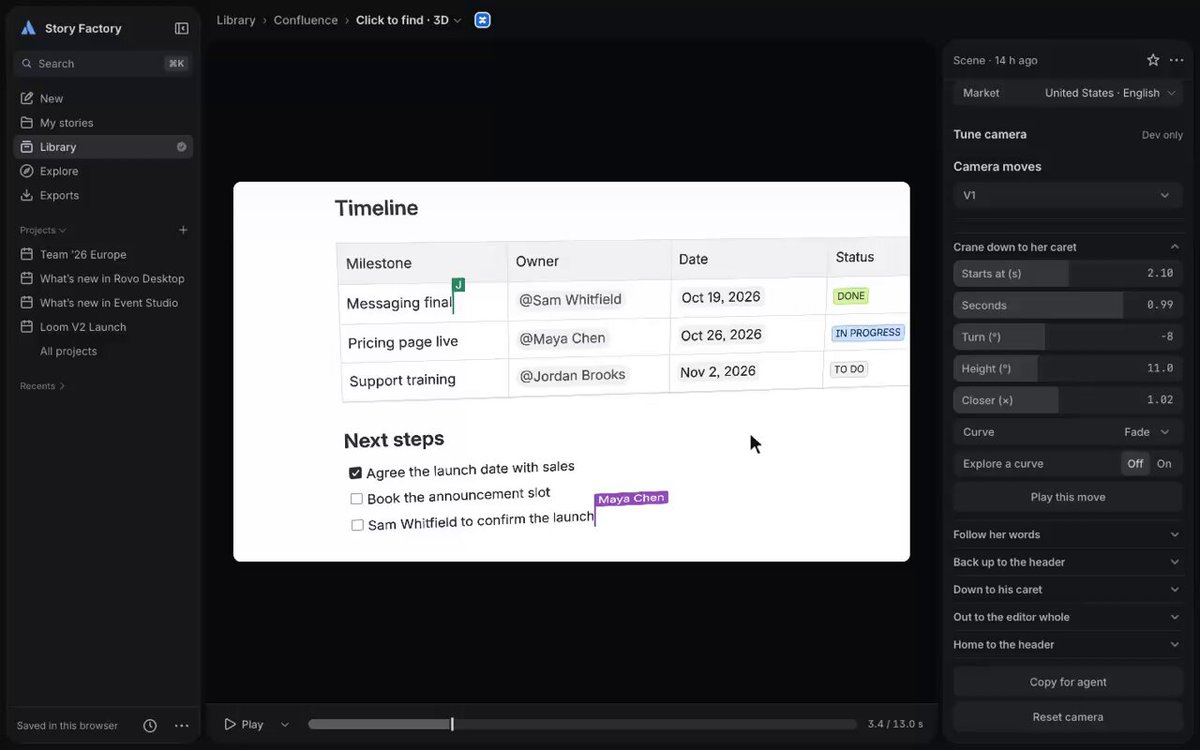 Story Factory
Search
⌘K
New
My stories
Library
Explore
Exports
Projects
Team '26 Europe
What's new in Rovo Desktop
What's new in Event Studio
Loom V2 Launch
All projects
Recents
Saved in this browser
Library › Confluence › Click to find · 3D
Timeline
Milestone Owner Date Status
J
Messaging final @Sam Whitfield Oct 19, 2026 DONE
Pricing page live @Maya Chen Oct 26, 2026 IN PROGRESS
Support training @Jordan Brooks Nov 2, 2026 TO DO
Next steps
Agree the launch date with sales
Book the announcement slot
Maya Chen
Sam Whitfield to confirm the launch
Play
3.4 / 13.0 s
Scene · 14 h ago
Market United States · English
Tune camera Dev only
Camera moves
V1
Crane down to her caret
Starts at (s) 2.10
Seconds 0.99
Turn (°) -8
Height (°) 11.0
Closer (×) 1.02
Curve Fade
Explore a curve Off On
Play this move
Follow her words
Back up to the header
Down to his caret
Out to the editor whole
Home to the header
Copy for agent
Reset camera